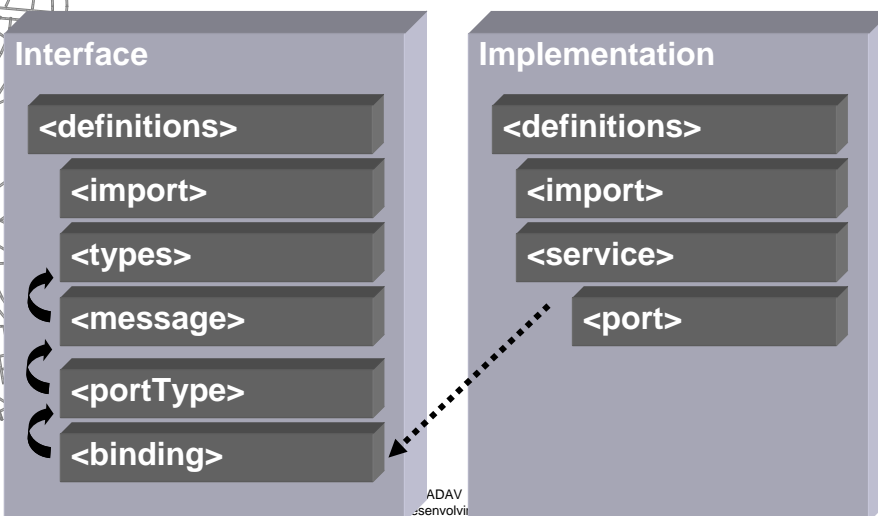 Interface
<definitions>
<import>
<types>
<message>
<portType>
<binding>
Implementation
<definitions>
<import>
<service>
<port>
ADAV